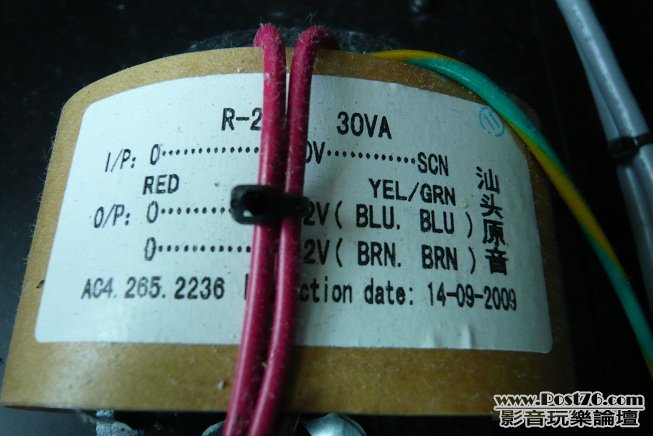 R-2 30VA
I/P: 0················0V················SCN
RED YEL/GRN
O/P: 0················2V( BLU. BLU )
0················2V( BRN. BRN )
AC4.265.2236 ction date: 14-09-2009
汕头原音
11
www.Post76.com
影音玩樂論壇